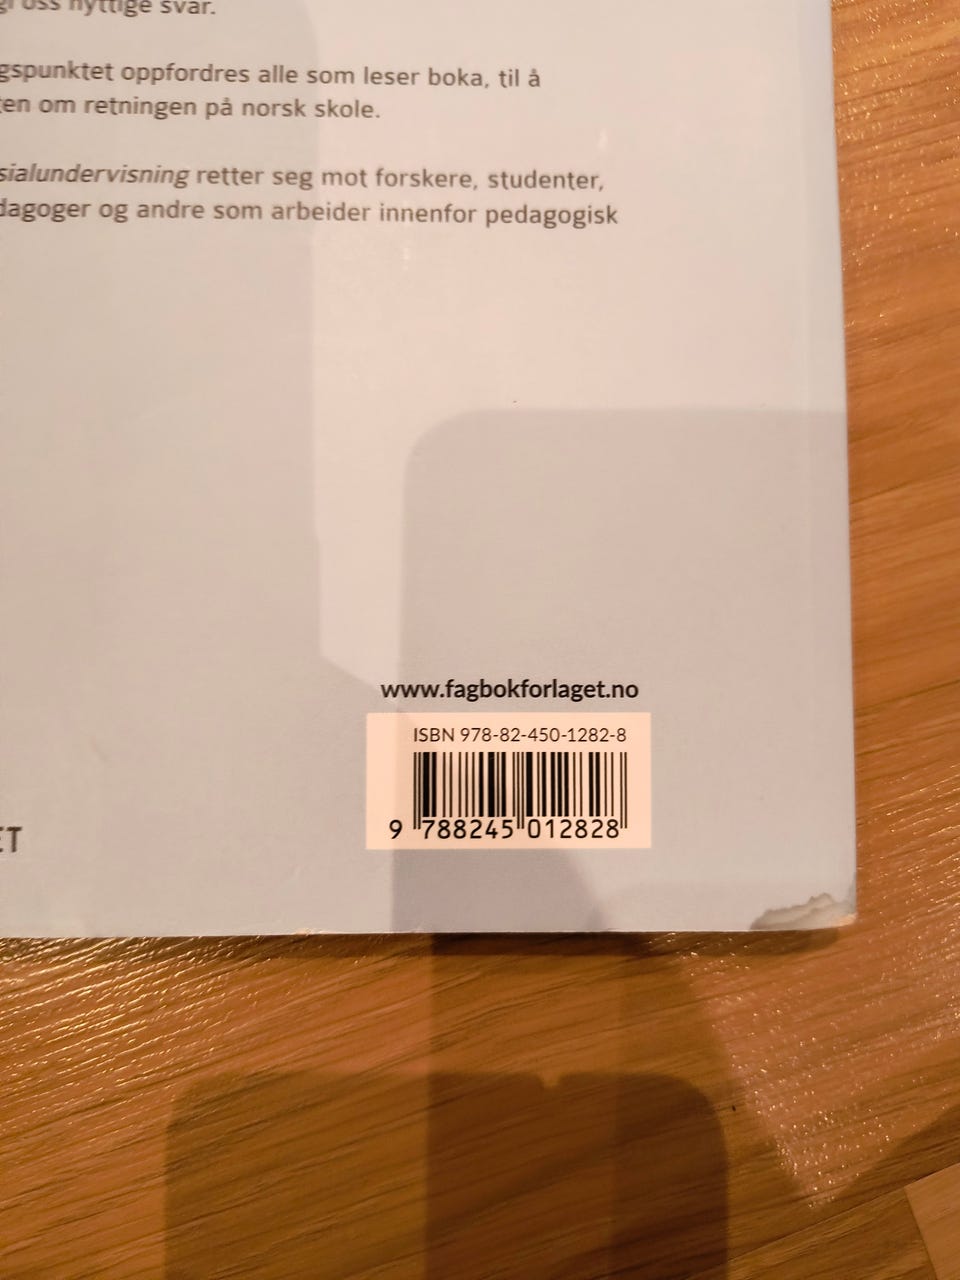 gi oss nyttige svar.
gspunktet oppfordres alle som leser boka, til å
en om retningen på norsk skole.
sialundervisning retter seg mot forskere, studenter,
dagoger og andre som arbeider innenfor pedagogisk
www.fagbokforlaget.no
ISBN 978-82-450-1282-8
9 788245 012828
ET